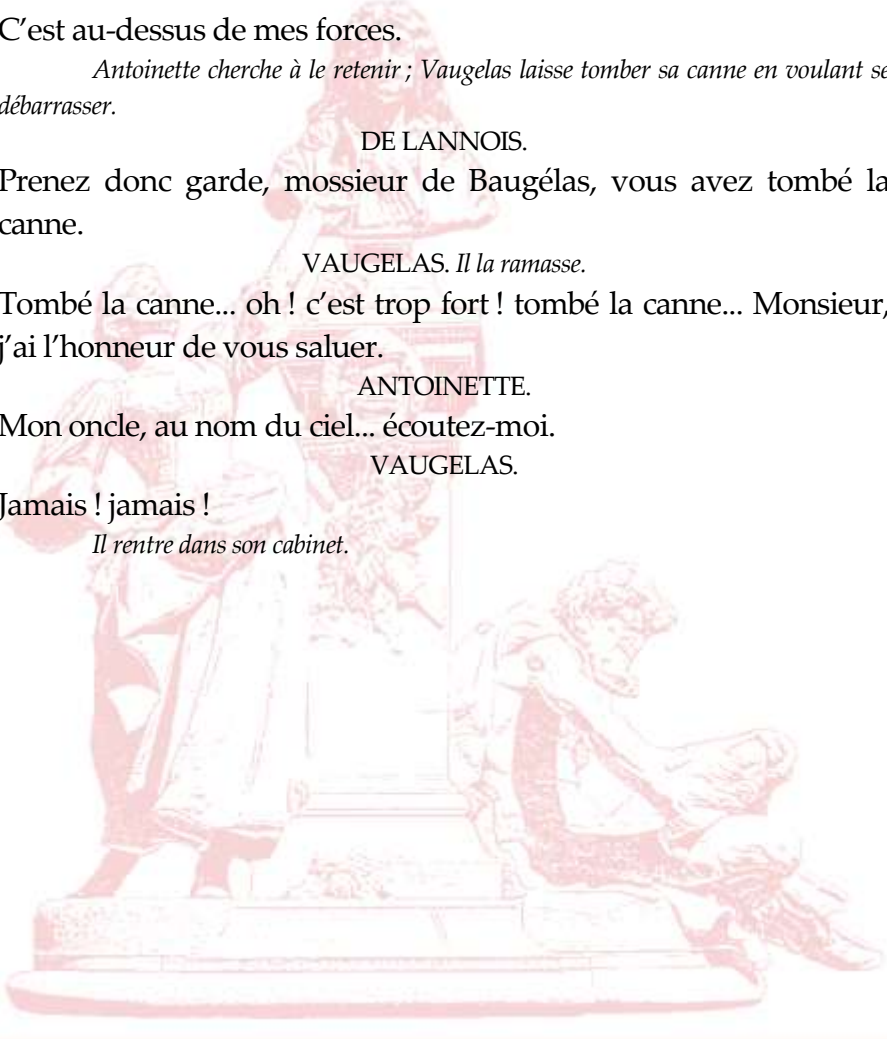 C’est au-dessus de mes forces.
Antoinette cherche à le retenir ; Vaugelas laisse tomber sa canne en voulant se
débarrasser.
DE LANNOIS.
Prenez donc garde, mossieur de Baugélas, vous avez tombé la
canne.
VAUGELAS. Il la ramasse.
Tombé la canne... oh ! c’est trop fort ! tombé la canne... Monsieur,
j’ai l’honneur de vous saluer.
ANTOINETTE.
Mon oncle, au nom du ciel... écoutez-moi.
VAUGELAS.
Jamais ! jamais !
Il rentre dans son cabinet.